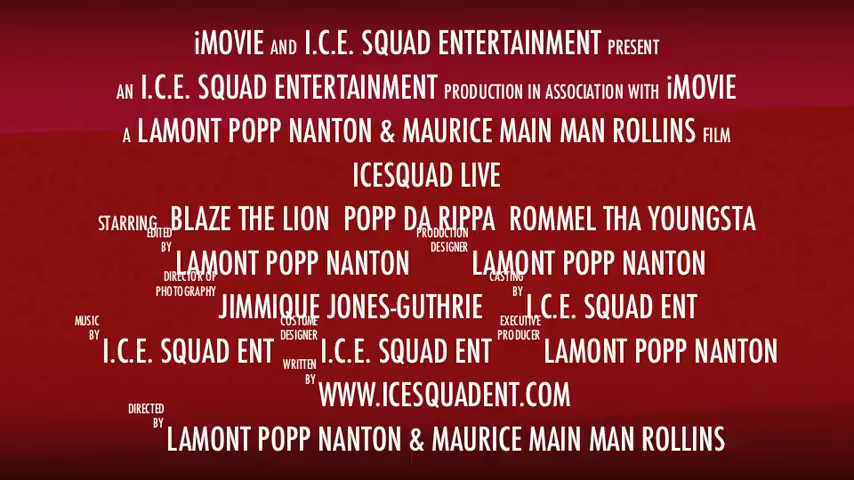 iMOVIE AND I.C.E. SQUAD ENTERTAINMENT PRESENT
AN I.C.E. SQUAD ENTERTAINMENT PRODUCTION IN ASSOCIATION WITH iMOVIE
A LAMONT POPP NANTON & MAURICE MAIN MAN ROLLINS FILM
ICESQUAD LIVE
STARRING BLAZE THE LION POPP DA RIPPA ROMMEL THA YOUNGSTA
EDITED BY LAMONT POPP NANTON PRODUCTION DESIGNER LAMONT POPP NANTON
DIRECTOR OF PHOTOGRAPHY JIMMIQUE JONES-GUTHRIE CASTING BY I.C.E. SQUAD ENT
MUSIC BY I.C.E. SQUAD ENT COSTUME DESIGNER I.C.E. SQUAD ENT EXECUTIVE PRODUCER LAMONT POPP NANTON
WRITTEN BY WWW.ICESQUADENT.COM
DIRECTED BY LAMONT POPP NANTON & MAURICE MAIN MAN ROLLINS